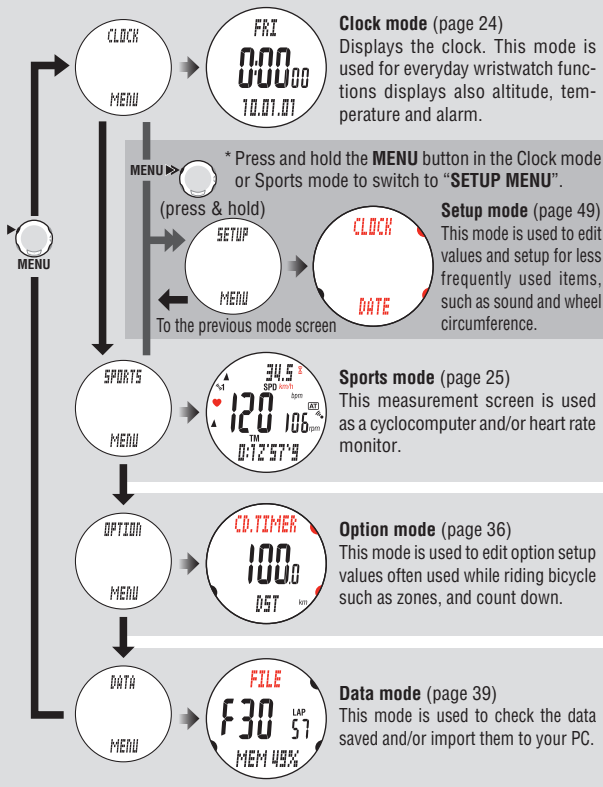 CLOCK
MENU
FRI
0:00 00
10.01.01
Clock mode (page 24)
Displays the clock. This mode is
used for everyday wristwatch func-
tions displays also altitude, tem-
perature and alarm.
MENU
(press & hold)
* Press and hold the MENU button in the Clock mode
or Sports mode to switch to “SETUP MENU”.
MENU
SETUP
MENU
To the previous mode screen
CLOCK
DATE
Setup mode (page 49)
This mode is used to edit
values and setup for less
frequently used items,
such as sound and wheel
circumference.
SPORTS
MENU
34.5
SPD km/h
bpm
120
AT
106 rpm
TM
0:12'57"9
Sports mode (page 25)
This measurement screen is used
as a cyclocomputer and/or heart rate
monitor.
OPTION
MENU
CD.TIMER
100.0
DST km
Option mode (page 36)
This mode is used to edit option setup
values often used while riding bicycle
such as zones, and count down.
DATA
MENU
FILE
F30 LAP
57
MEM 49%
Data mode (page 39)
This mode is used to check the data
saved and/or import them to your PC.